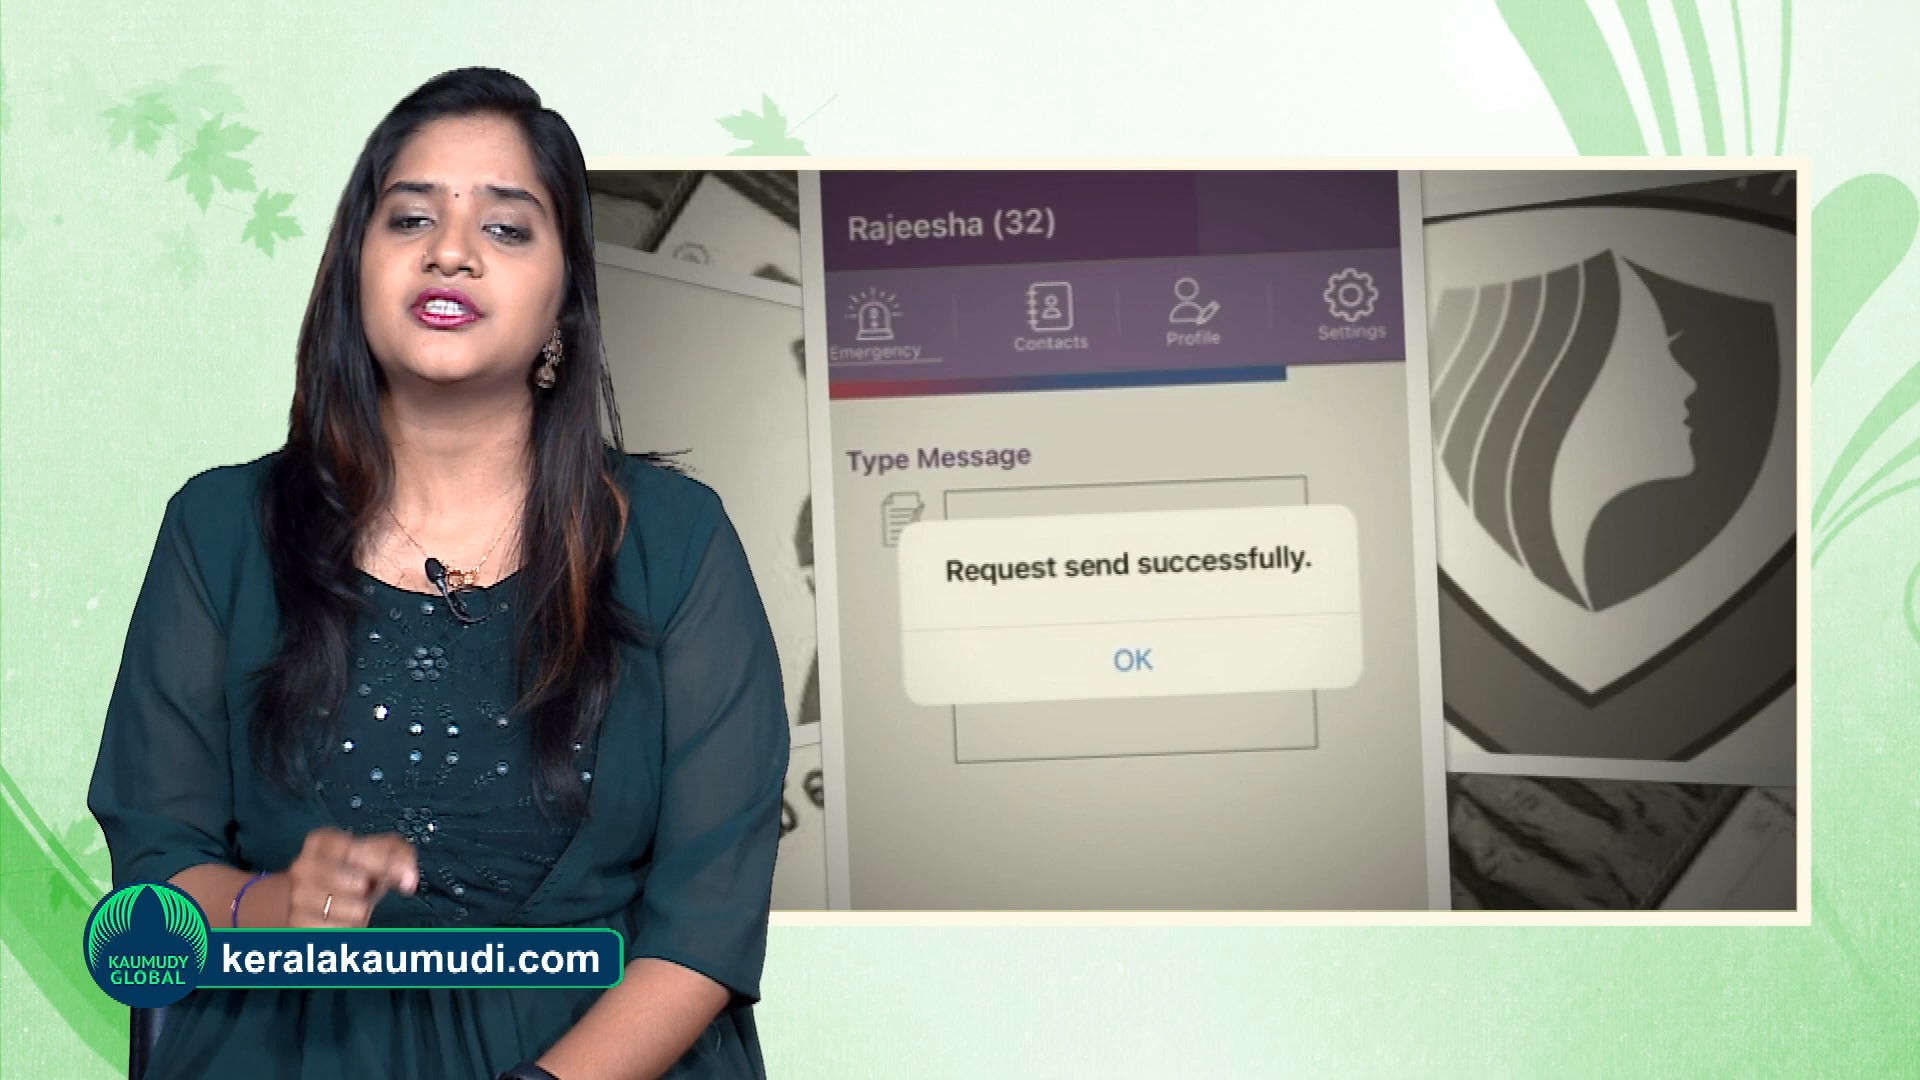 Rajeesha (32)
Emergency
Contacts
Profile
Settings
Type Message
Request send successfully.
OK
KAUMUDY
GLOBAL
keralakaumudi.com